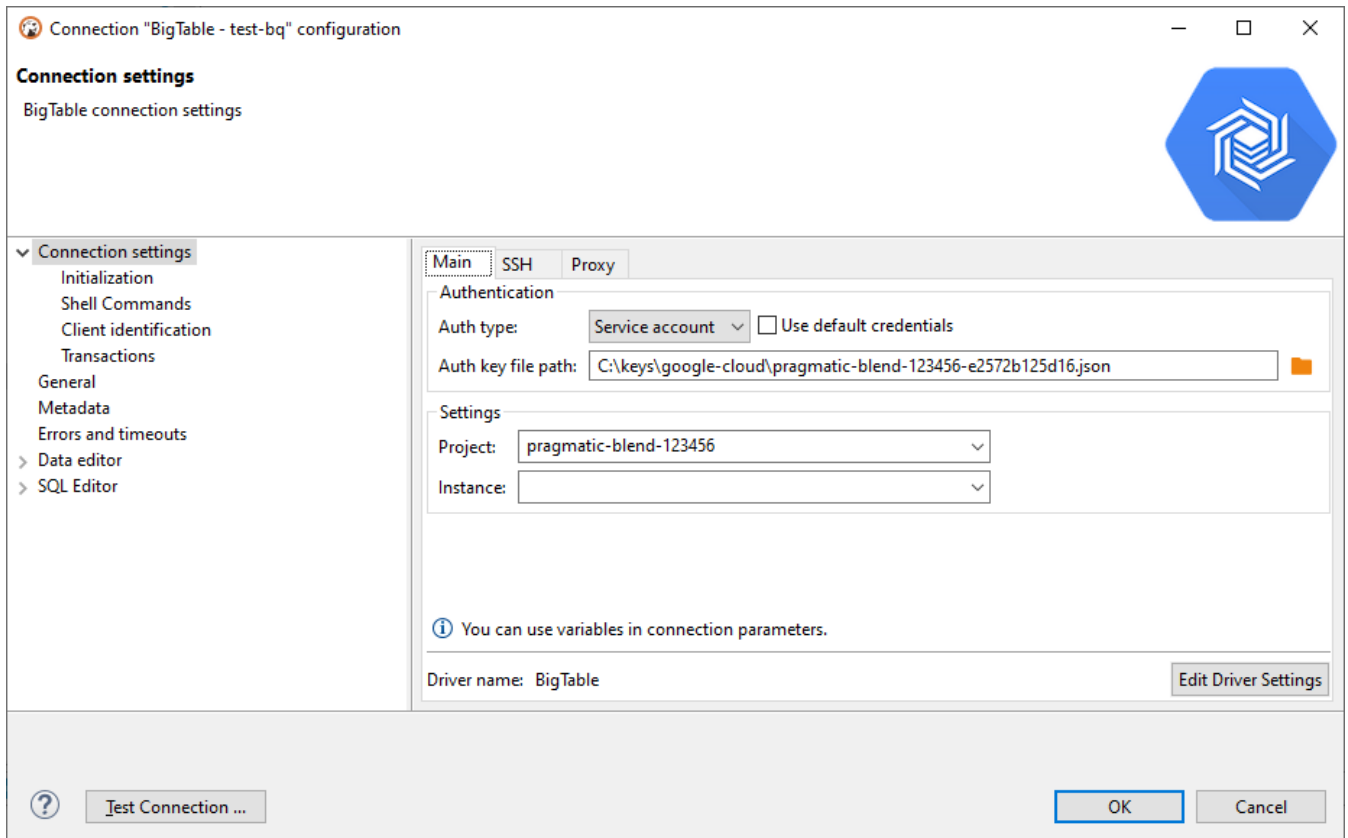 Connection "BigTable - test-bq" configuration
Connection settings
BigTable connection settings
Connection settings
Initialization
Shell Commands
Client identification
Transactions
General
Metadata
Errors and timeouts
Data editor
SQL Editor
Main SSH Proxy
Authentication
Auth type: Service account Use default credentials
Auth key file path: C:\keys\google-cloud\pragmatic-blend-123456-e2572b125d16.json
Settings
Project: pragmatic-blend-123456
Instance:
You can use variables in connection parameters.
Driver name: BigTable Edit Driver Settings
Test Connection ... OK Cancel